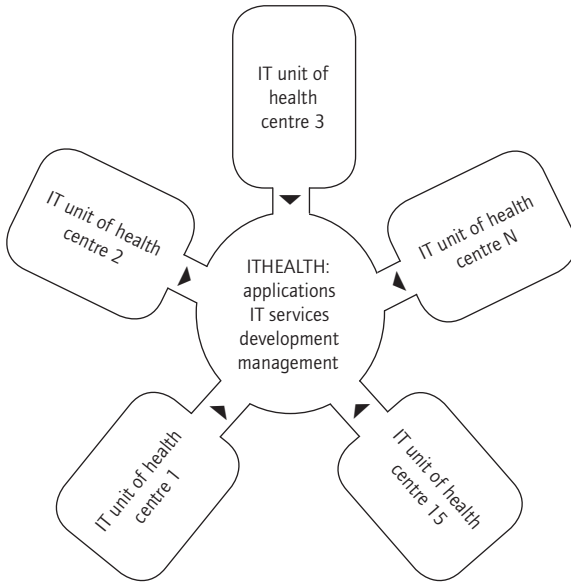 IT unit of
health
centre 3
IT unit of health
centre 2
IT unit of health
centre N
ITHEALTH:
applications
IT services
development
management
IT unit of health
centre 1
IT unit of health
centre 15